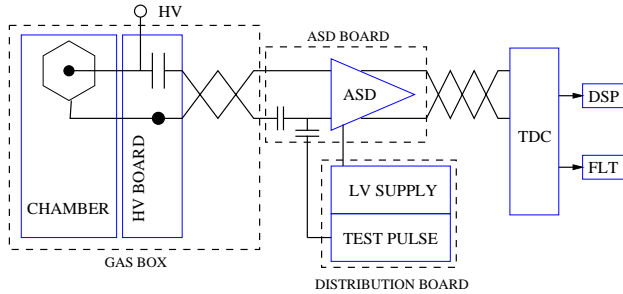 HV
ASD BOARD
ASD
DSP
TDC
FLT
HV BOARD
CHAMBER
LV SUPPLY
TEST PULSE
GAS BOX
DISTRIBUTION BOARD